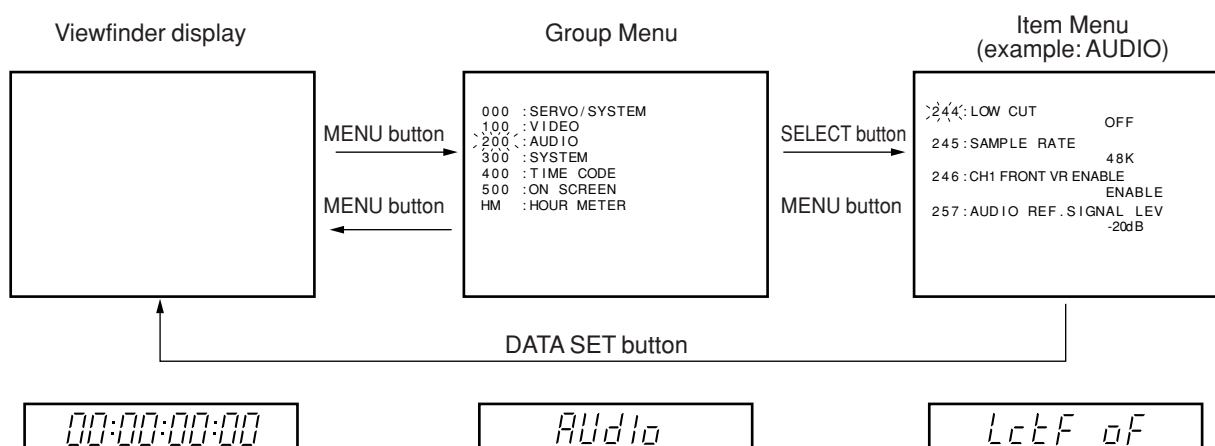 Viewfinder display
Group Menu
Item Menu
(example: AUDIO)
000 : SERVO/SYSTEM
100 : VIDEO
200 : AUDIO
300 : SYSTEM
400 : TIME CODE
500 : ON SCREEN
HM : HOUR METER
MENU button
MENU button
SELECT button
MENU button
244: LOW CUT
OFF
245: SAMPLE RATE
48K
246: CH1 FRONT VR ENABLE
ENABLE
257: AUDIO REF. SIGNAL LEV
-20dB
DATA SET button
00:00:00:00
AUdIo
LctF oF